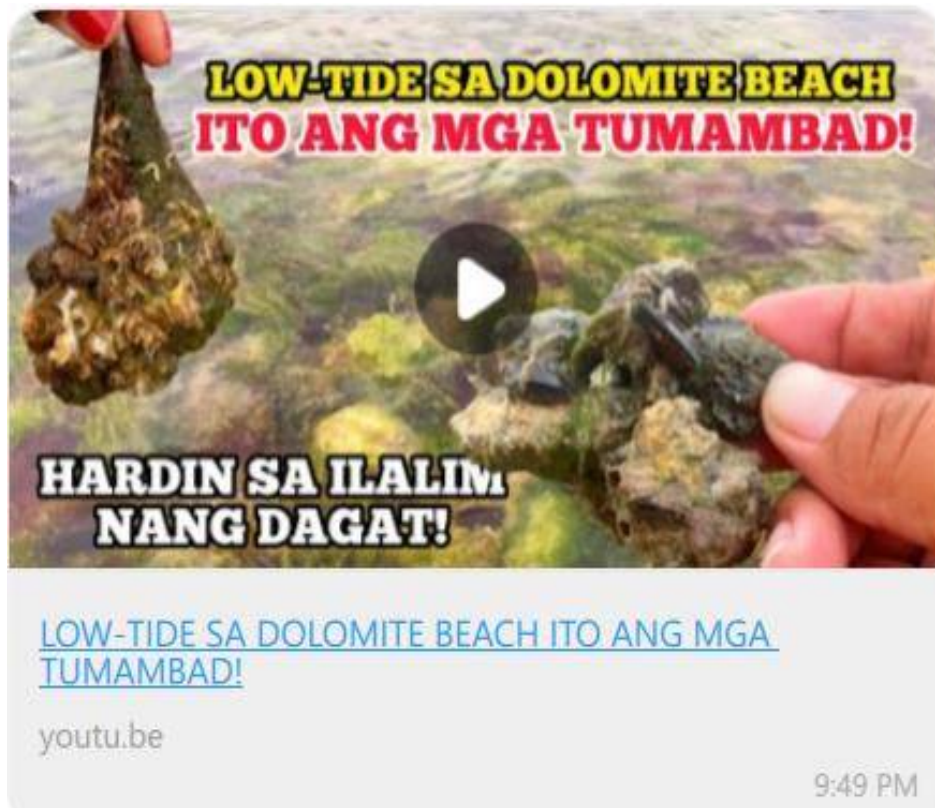 LOW-TIDE SA DOLOMITE BEACH
ITO ANG MGA TUMAMBAD!
HARDIN SA ILALIM
NANG DAGAT!
LOW-TIDE SA DOLOMITE BEACH ITO ANG MGA
TUMAMBAD!
youtu.be
9:49 PM